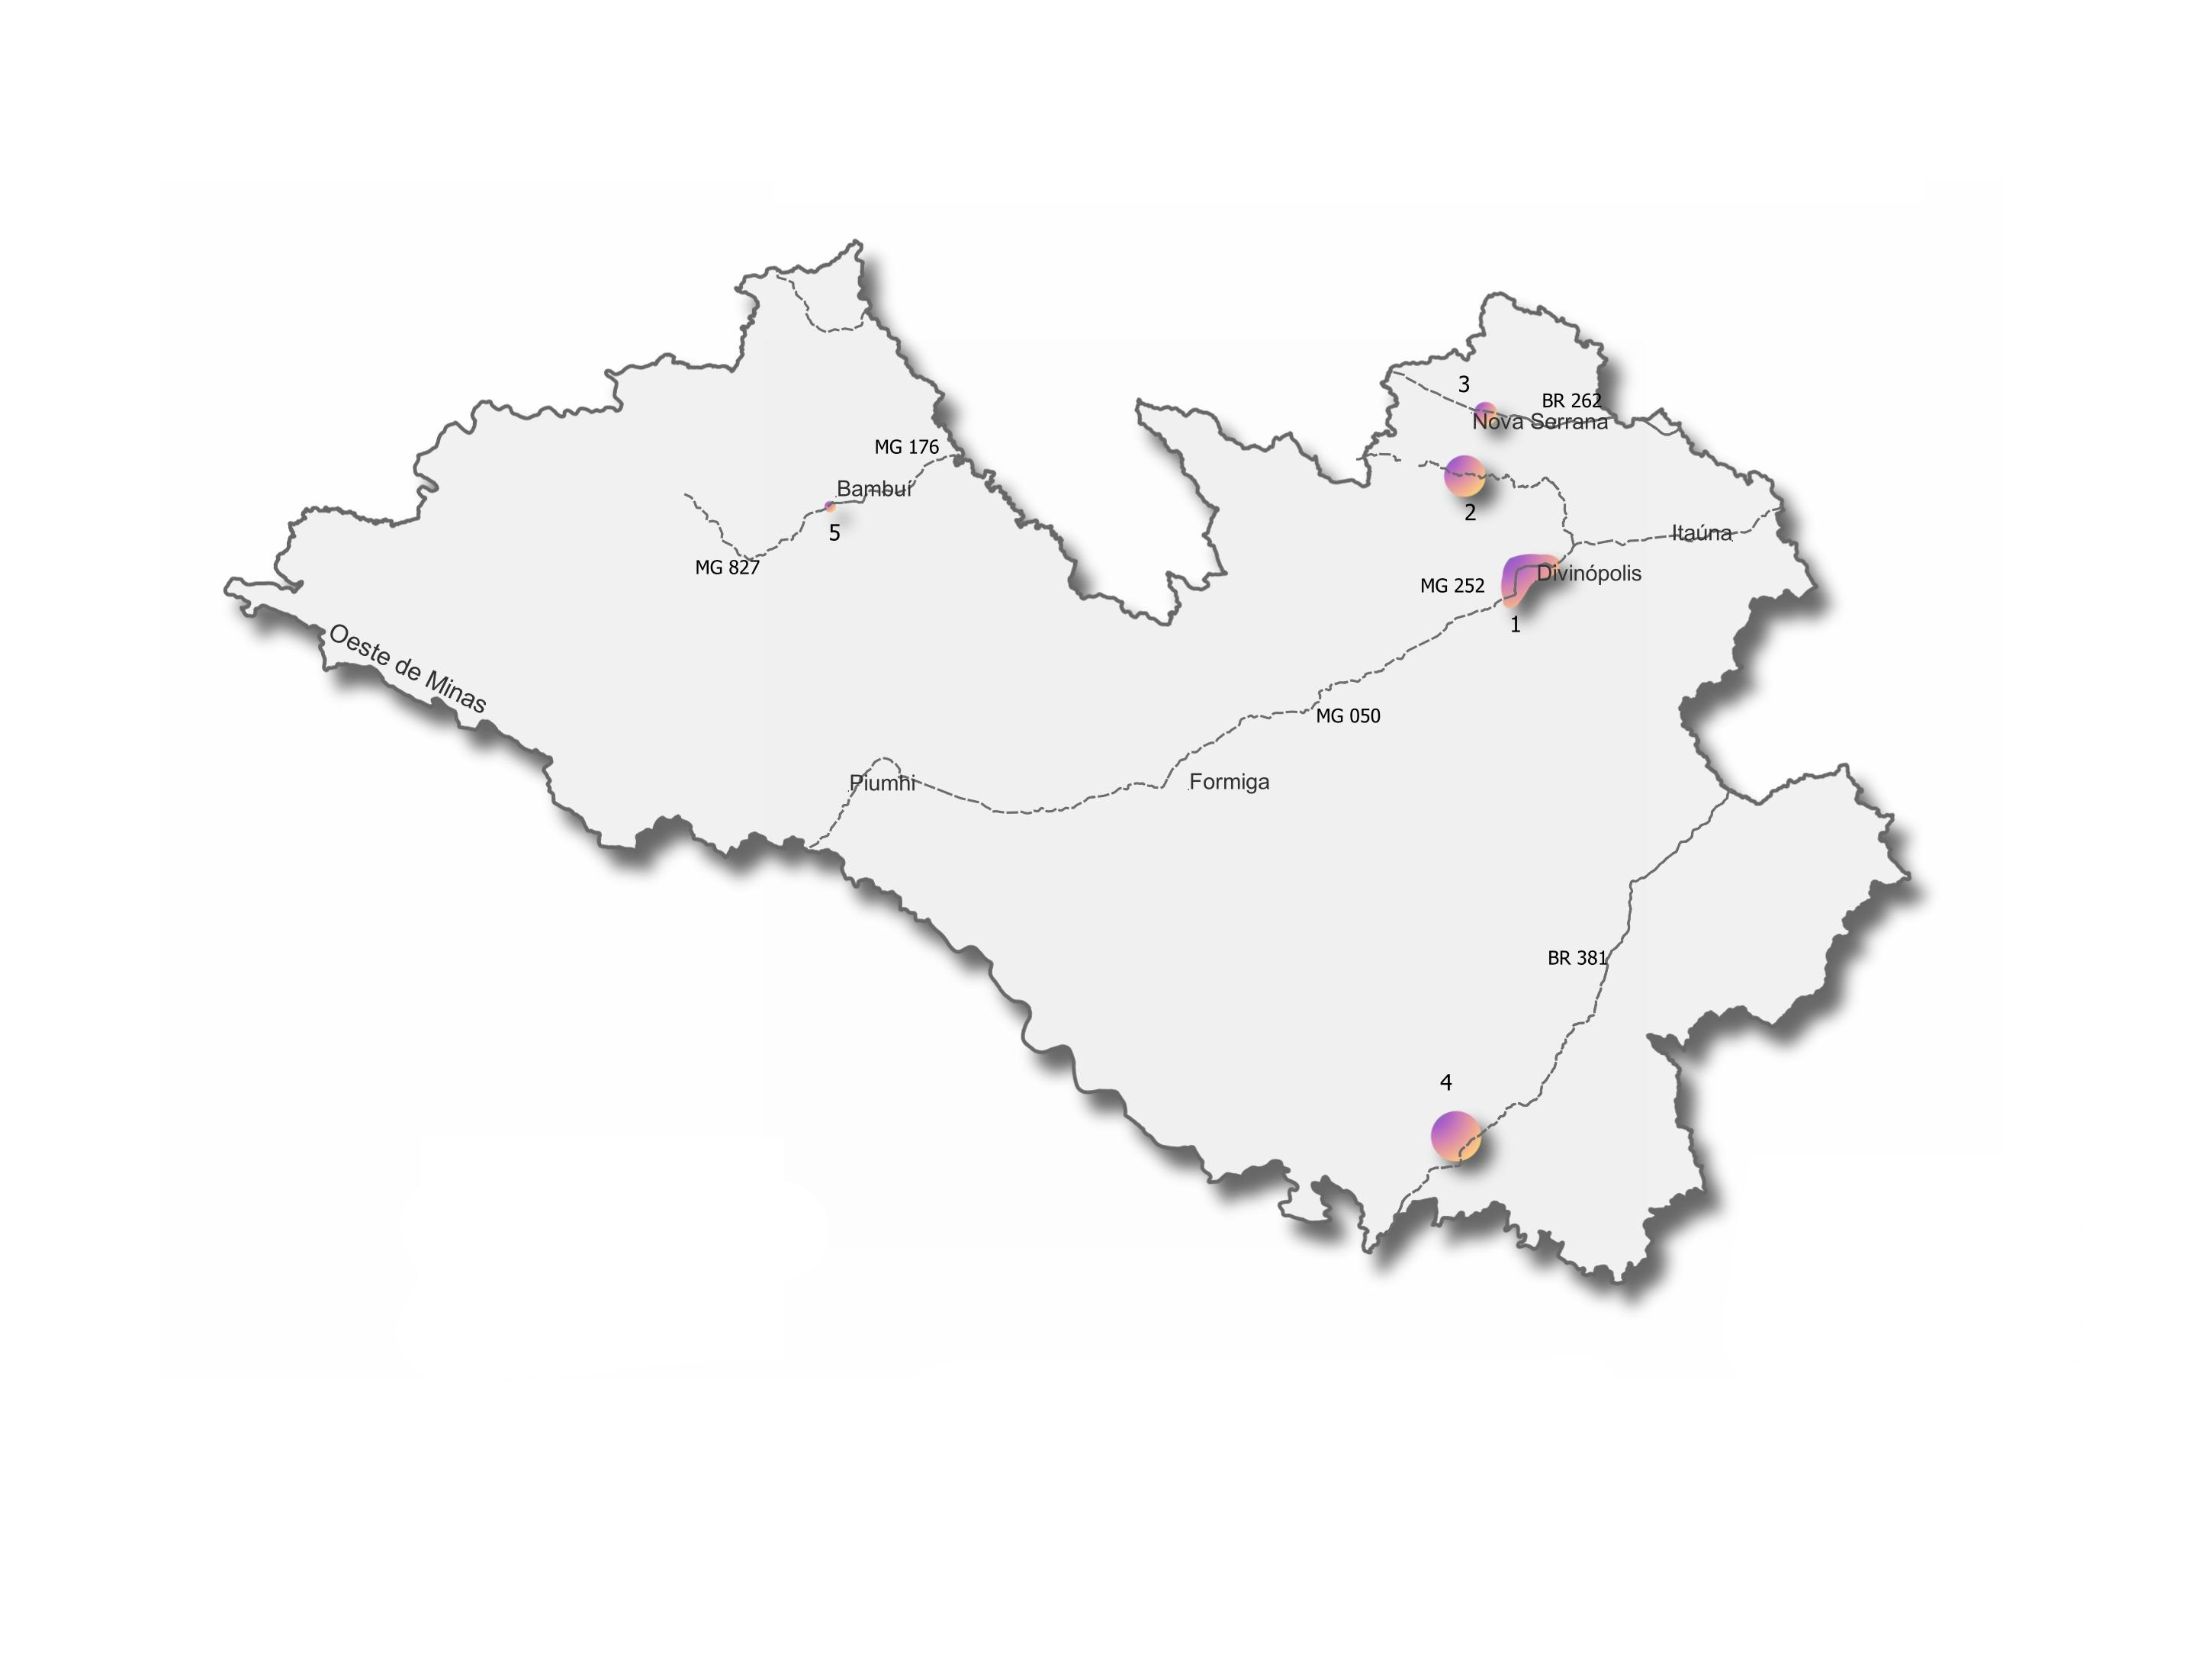 3
BR 262
Nova Serrana
MG 176
Bambuí
2
5
Itaúna
MG 827
Divinópolis
MG 252
1
Oeste de Minas
MG 050
Piumhi
Formiga
BR 381
4